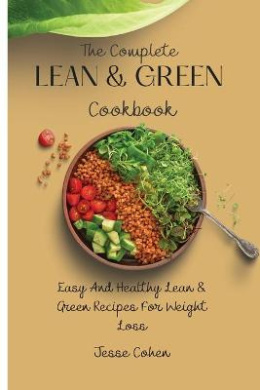 The Complete
LEAN & GREEN
Cookbook
Easy And Healthy Lean &
Green Recipes For Weight
Loss
Jesse Cohen